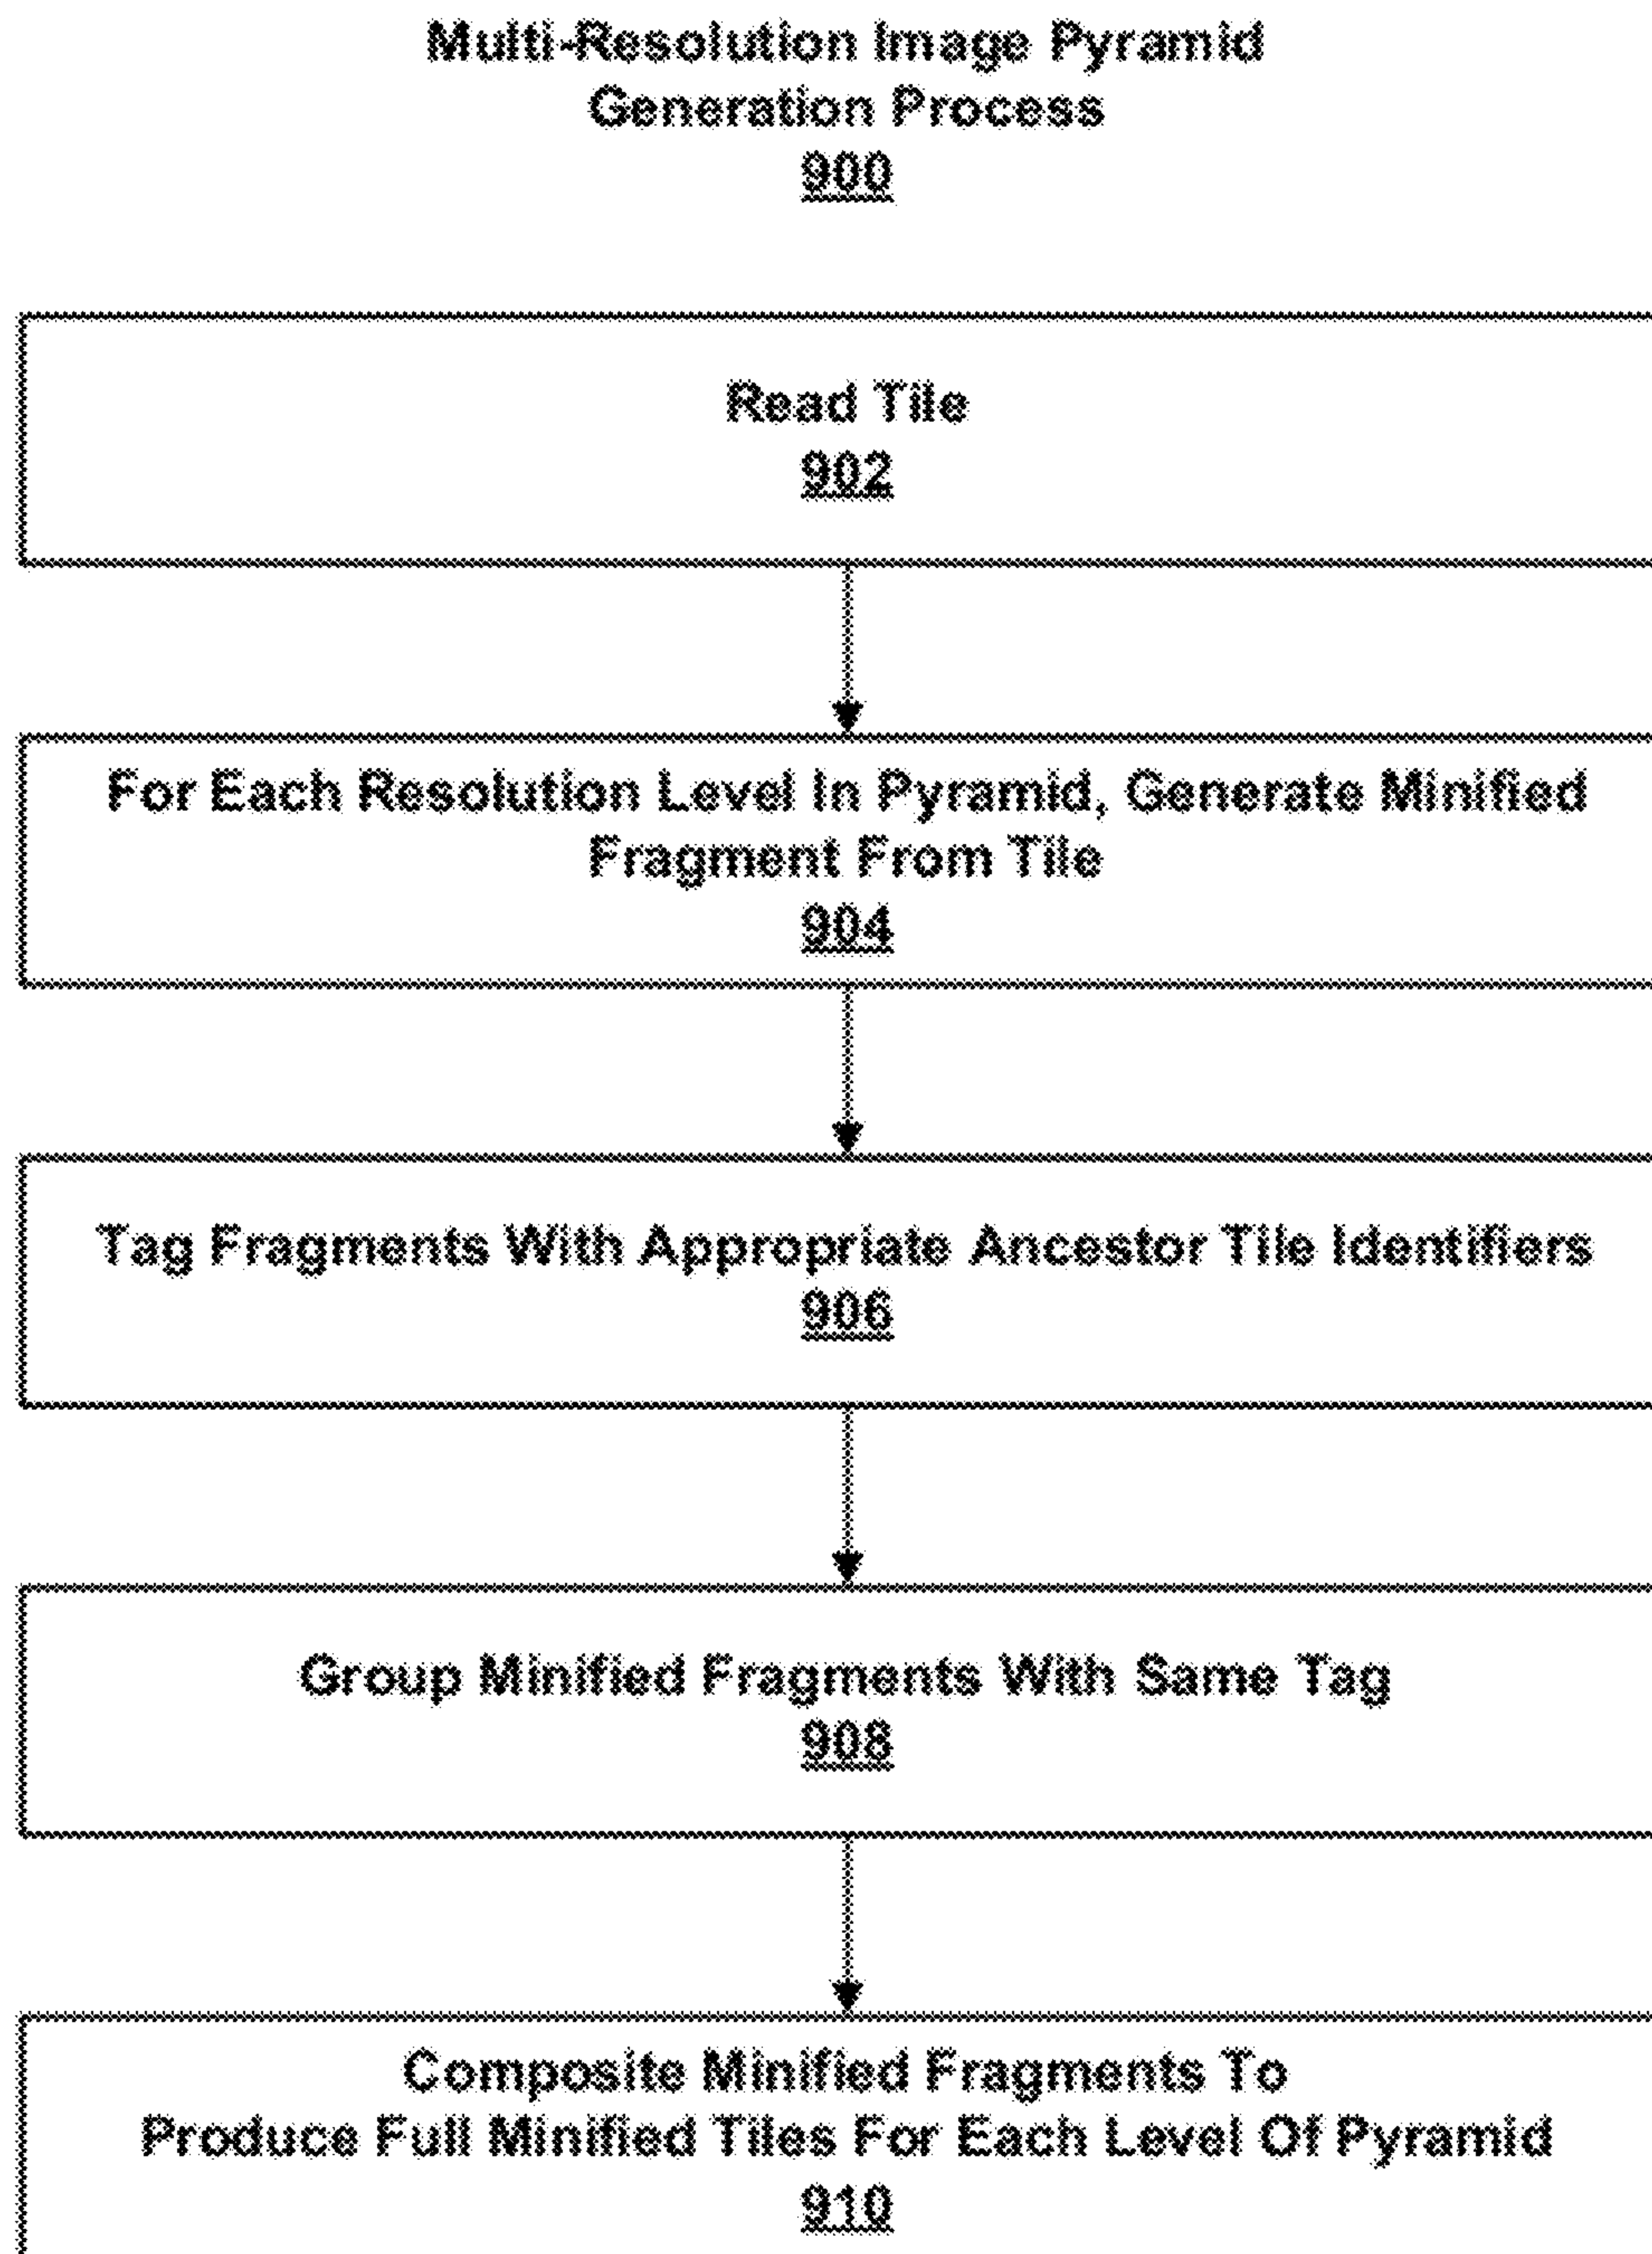 Multi-Resolution Image Pyramid
Generation Process
900
Read Tile
902
For Each Resolution Level In Pyramid, Generate Minified
Fragment From Tile
904
Tag Fragments With Appropriate Ancestor Tile Identifiers
906
Group Minified Fragments With Same Tag
908
Composite Minified Fragments To
Produce Full Minified Tiles For Each Level Of Pyramid
910